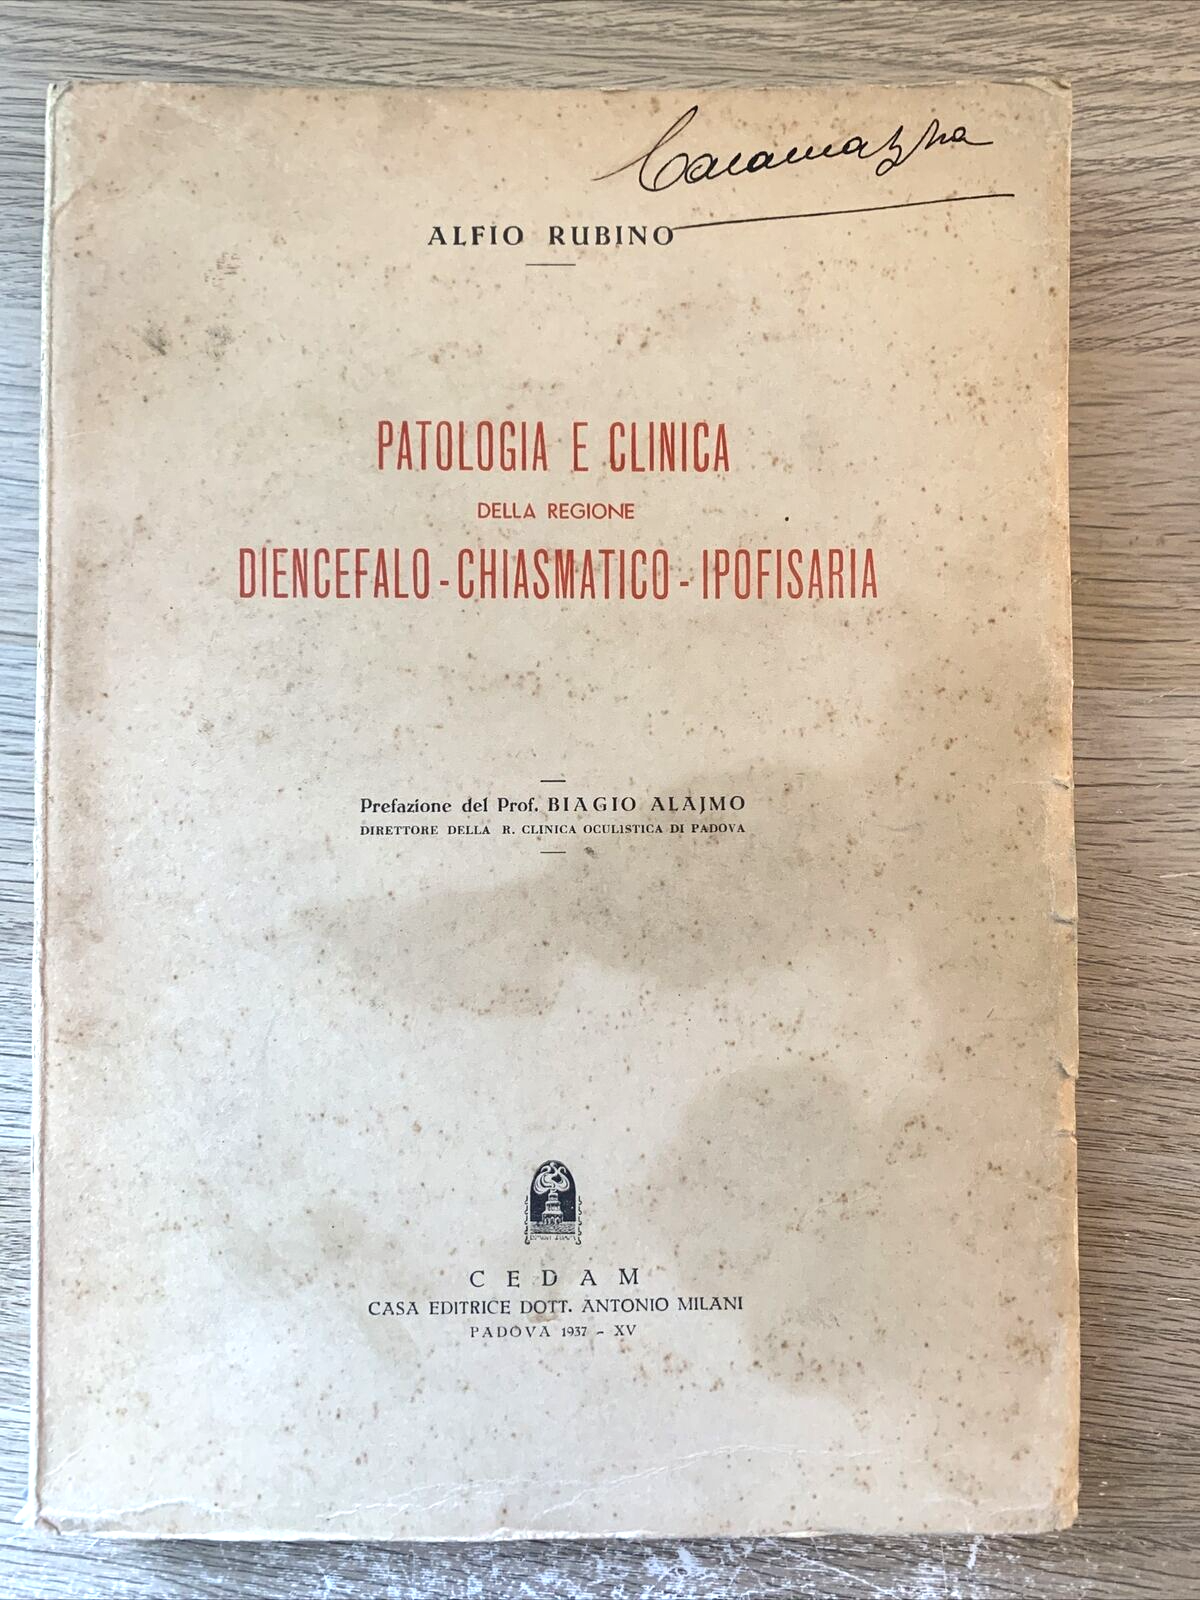 Caramazza
ALFIO RUBINO
PATOLOGIA E CLINICA
DELLA REGIONE
DIENCEFALO - CHIASMATICO - IPOFISARIA
Prefazione del Prof. BIAGIO ALAJMO
DIRETTORE DELLA R. CLINICA OCULISTICA DI PADOVA
CEDAM
CASA EDITRICE DOTT. ANTONIO MILANI
PADOVA 1937 - XV